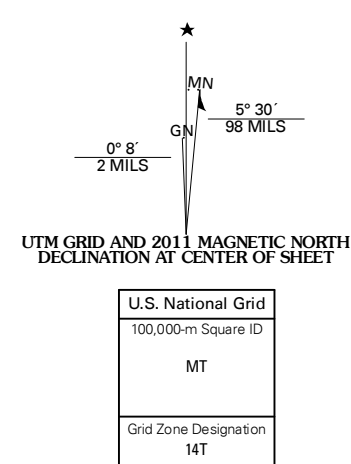 ★
MN
5° 30´
98 MILS
GN
0° 8´
2 MILS
UTM GRID AND 2011 MAGNETIC NORTH
DECLINATION AT CENTER OF SHEET
U.S. National Grid
100,000-m Square ID
MT
Grid Zone Designation
14T